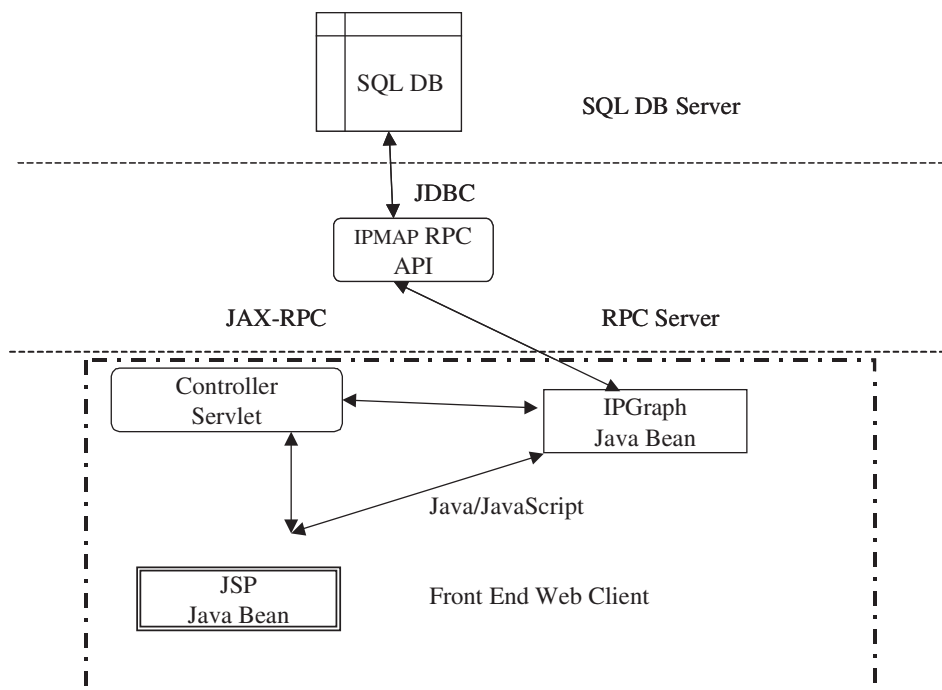 SQL DB
SQL DB Server
JDBC
IPMAP RPC
API
JAX-RPC
RPC Server
Controller
Servlet
IPGraph
Java Bean
Java/JavaScript
JSP
Java Bean
Front End Web Client